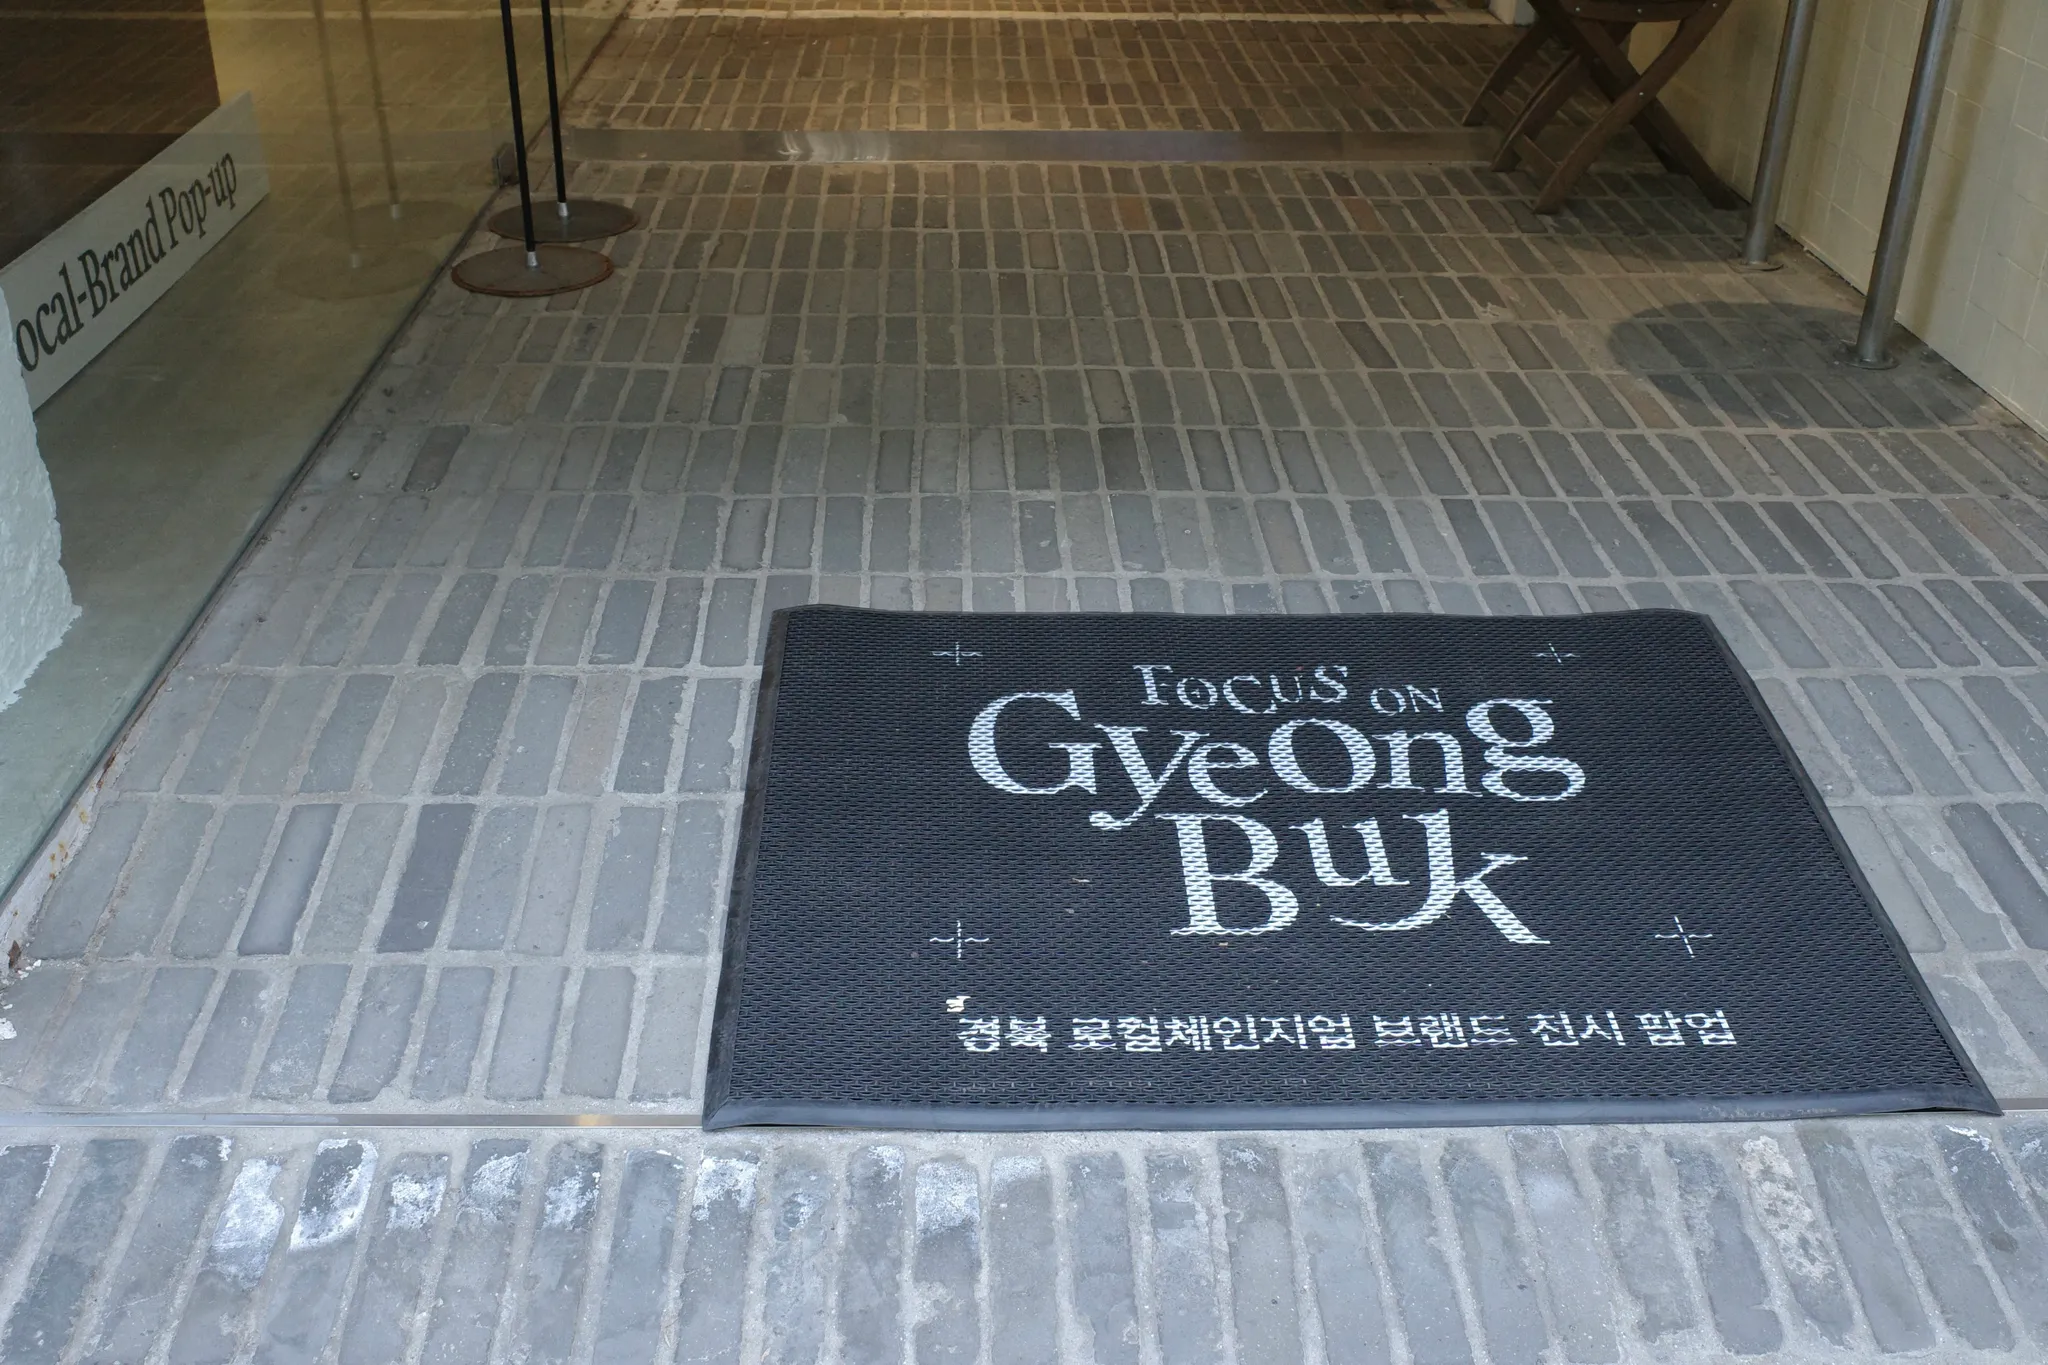 ocal-Brand Pop-up
FOCUS ON
GyeOng
Buk
경북 로컬체인지업 브랜드 전시 팝업